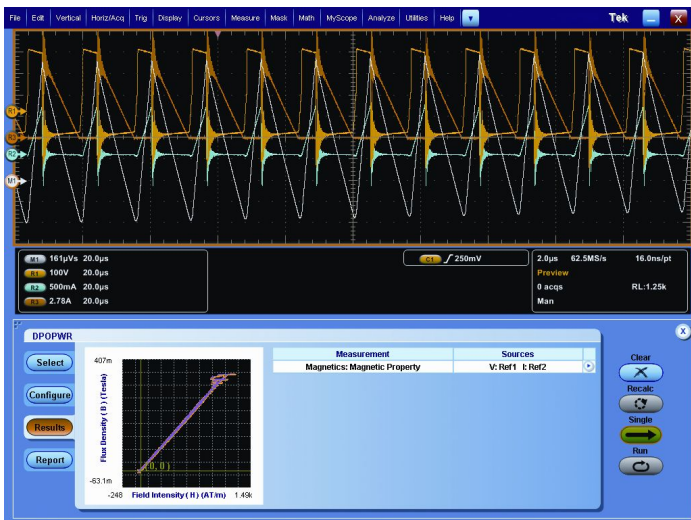 File Edit Vertical Horiz/Acq Trig Display Cursors Measure Mask Math MyScope Analyze Utilities Help Tek X
R1
R3
R2
M1
M1 161µVs 20.0µs
R1 100V 20.0µs
R2 500mA 20.0µs
R3 2.78A 20.0µs
C1 250mV
2.0µs 62.5MS/s 16.0ns/pt
Preview
0 acqs RL:1.25k
Man
DPOPWR
X
Select
Configure
Results
Report
407m
Flux Density ( B ) (Tesla)
-63.1m
( 0, 0 )
-248 Field Intensity ( H ) (AT/m) 1.49k
Measurement Sources
Magnetics: Magnetic Property V: Ref1 I: Ref2
Clear
Recalc
Single
Run